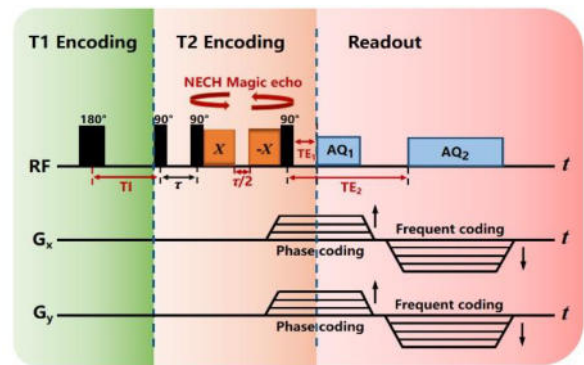 T1 Encoding T2 Encoding Readout
NECH Magic echo
180° 90° 90° 90°
X -X AQ₁ AQ₂
RF TI τ τ/2 TE₁ TE₂ t
Gₓ Phase coding Frequent coding
Gᵧ Phase coding Frequent coding t